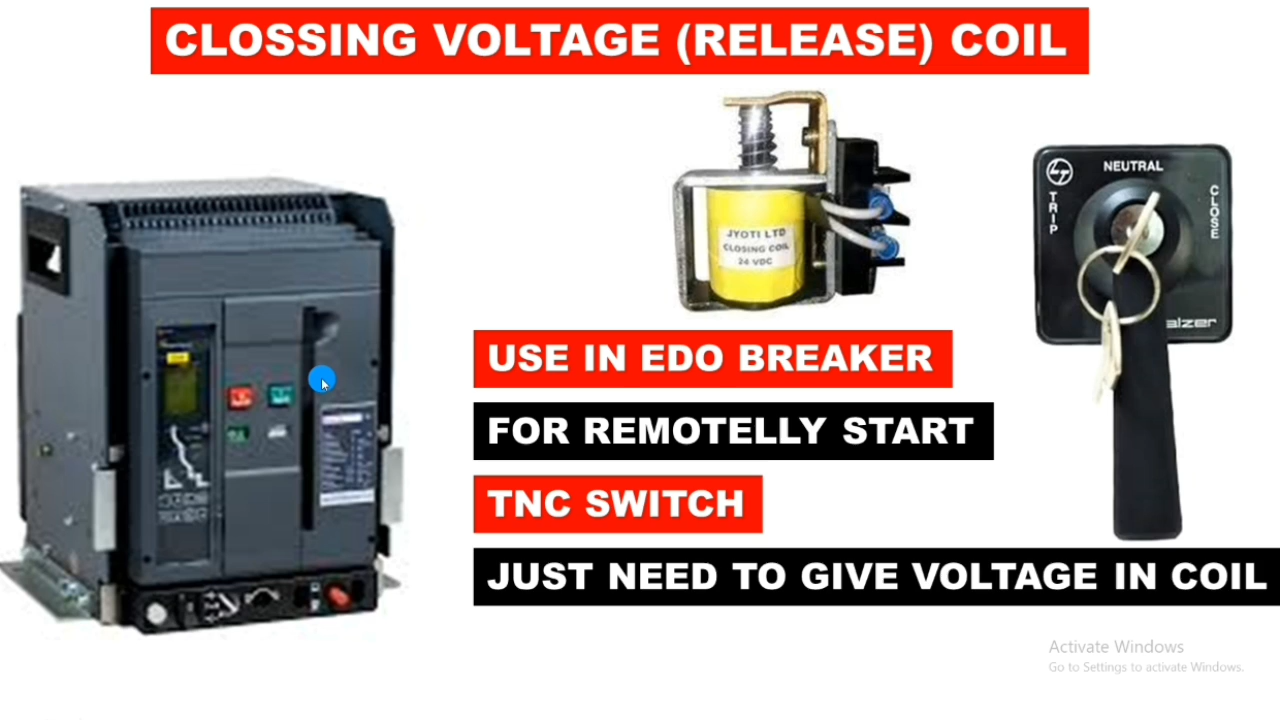 CLOSSING VOLTAGE (RELEASE) COIL
JYOTI LTD
CLOSING COIL
24 VDC
NEUTRAL
TRIP
CLOSE
alzer
USE IN EDO BREAKER
FOR REMOTELLY START
TNC SWITCH
JUST NEED TO GIVE VOLTAGE IN COIL
Activate Windows
Go to Settings to activate Windows.